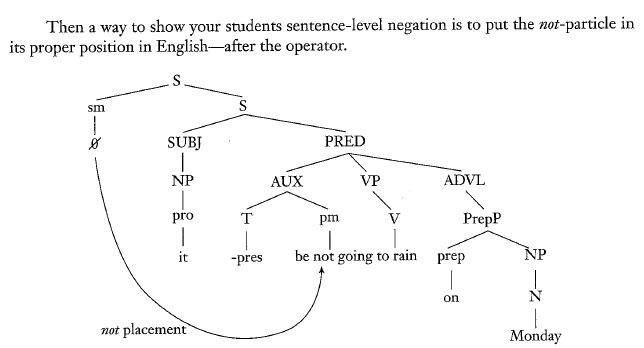 Then a way to show your students sentence-level negation is to put the not-particle in
its proper position in English—after the operator.
S
sm S
∅ SUBJ PRED
NP AUX VP ADVL
pro T pm V PrepP
it -pres be not going to rain prep NP
on N
not placement Monday